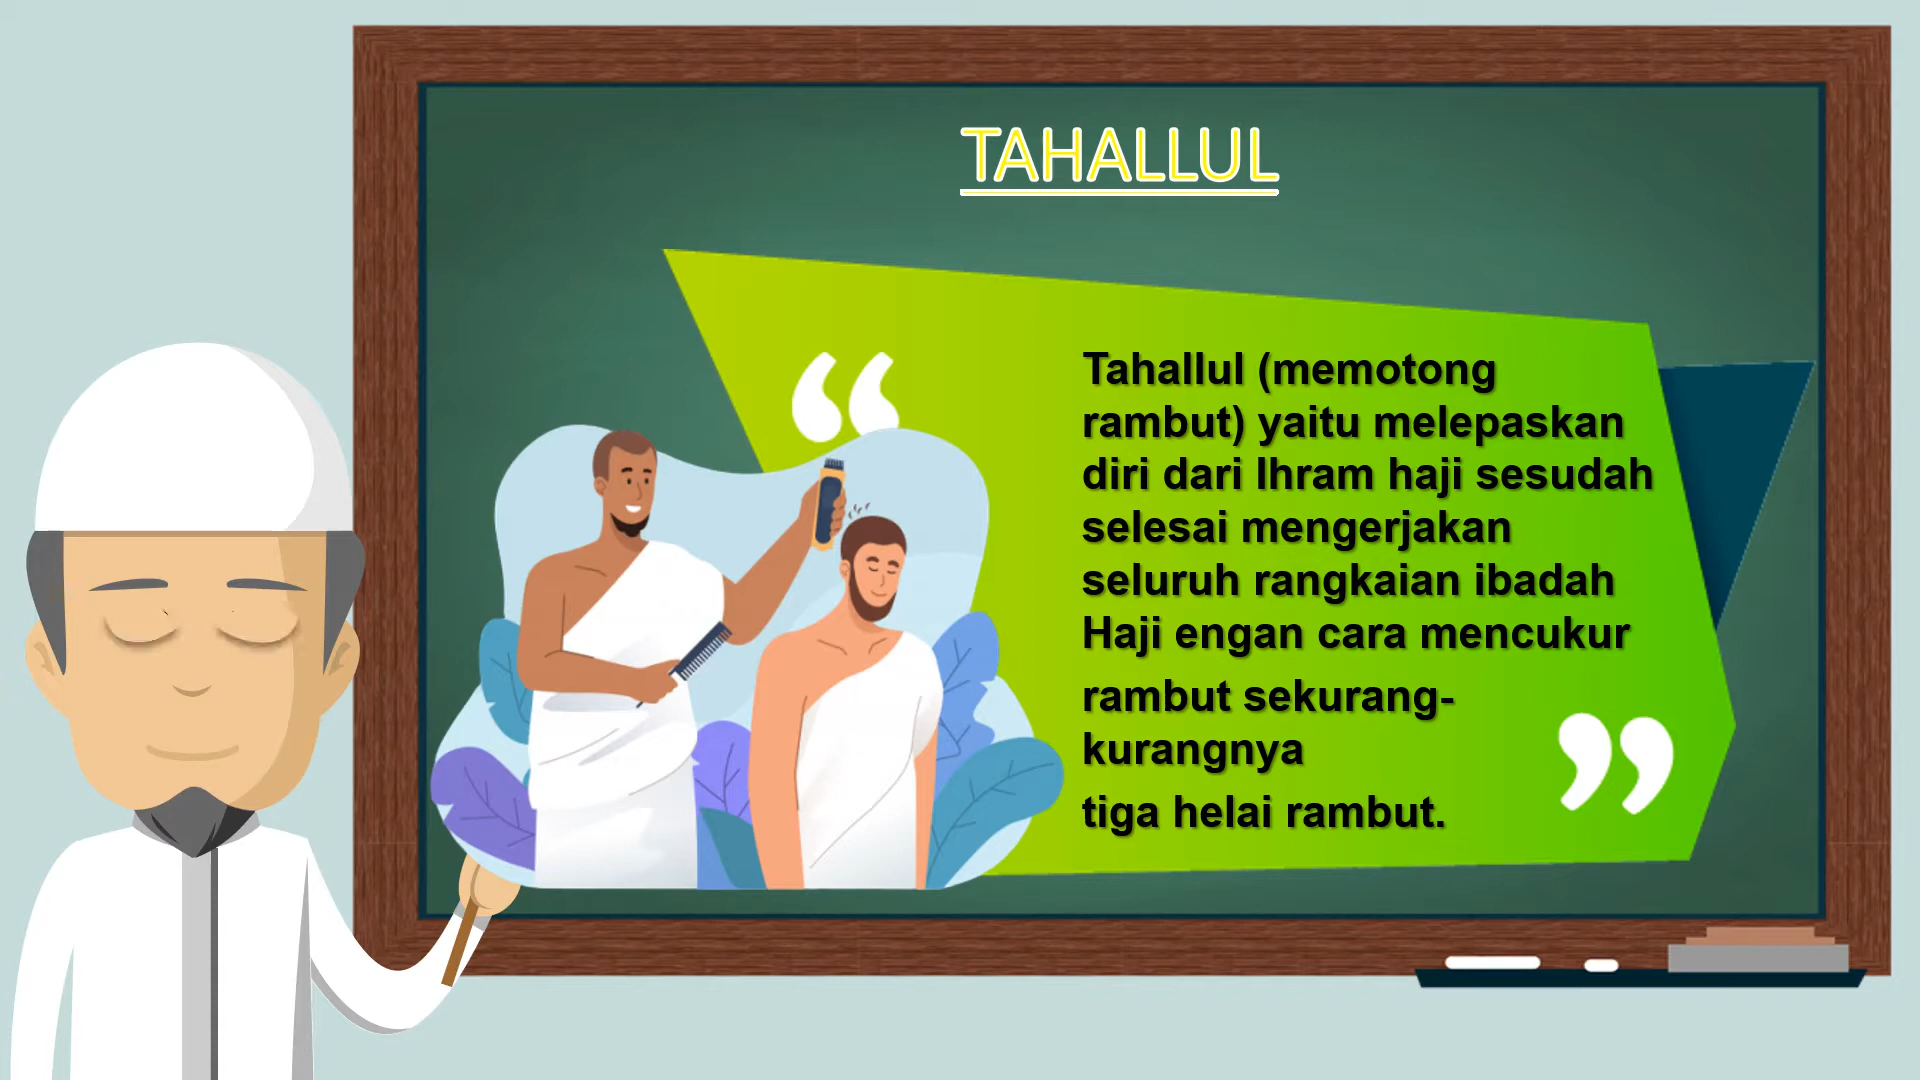 TAHALLUL
Tahallul (memotong
rambut) yaitu melepaskan
diri dari Ihram haji sesudah
selesai mengerjakan
seluruh rangkaian ibadah
Haji engan cara mencukur
rambut sekurang-
kurangnya
tiga helai rambut.